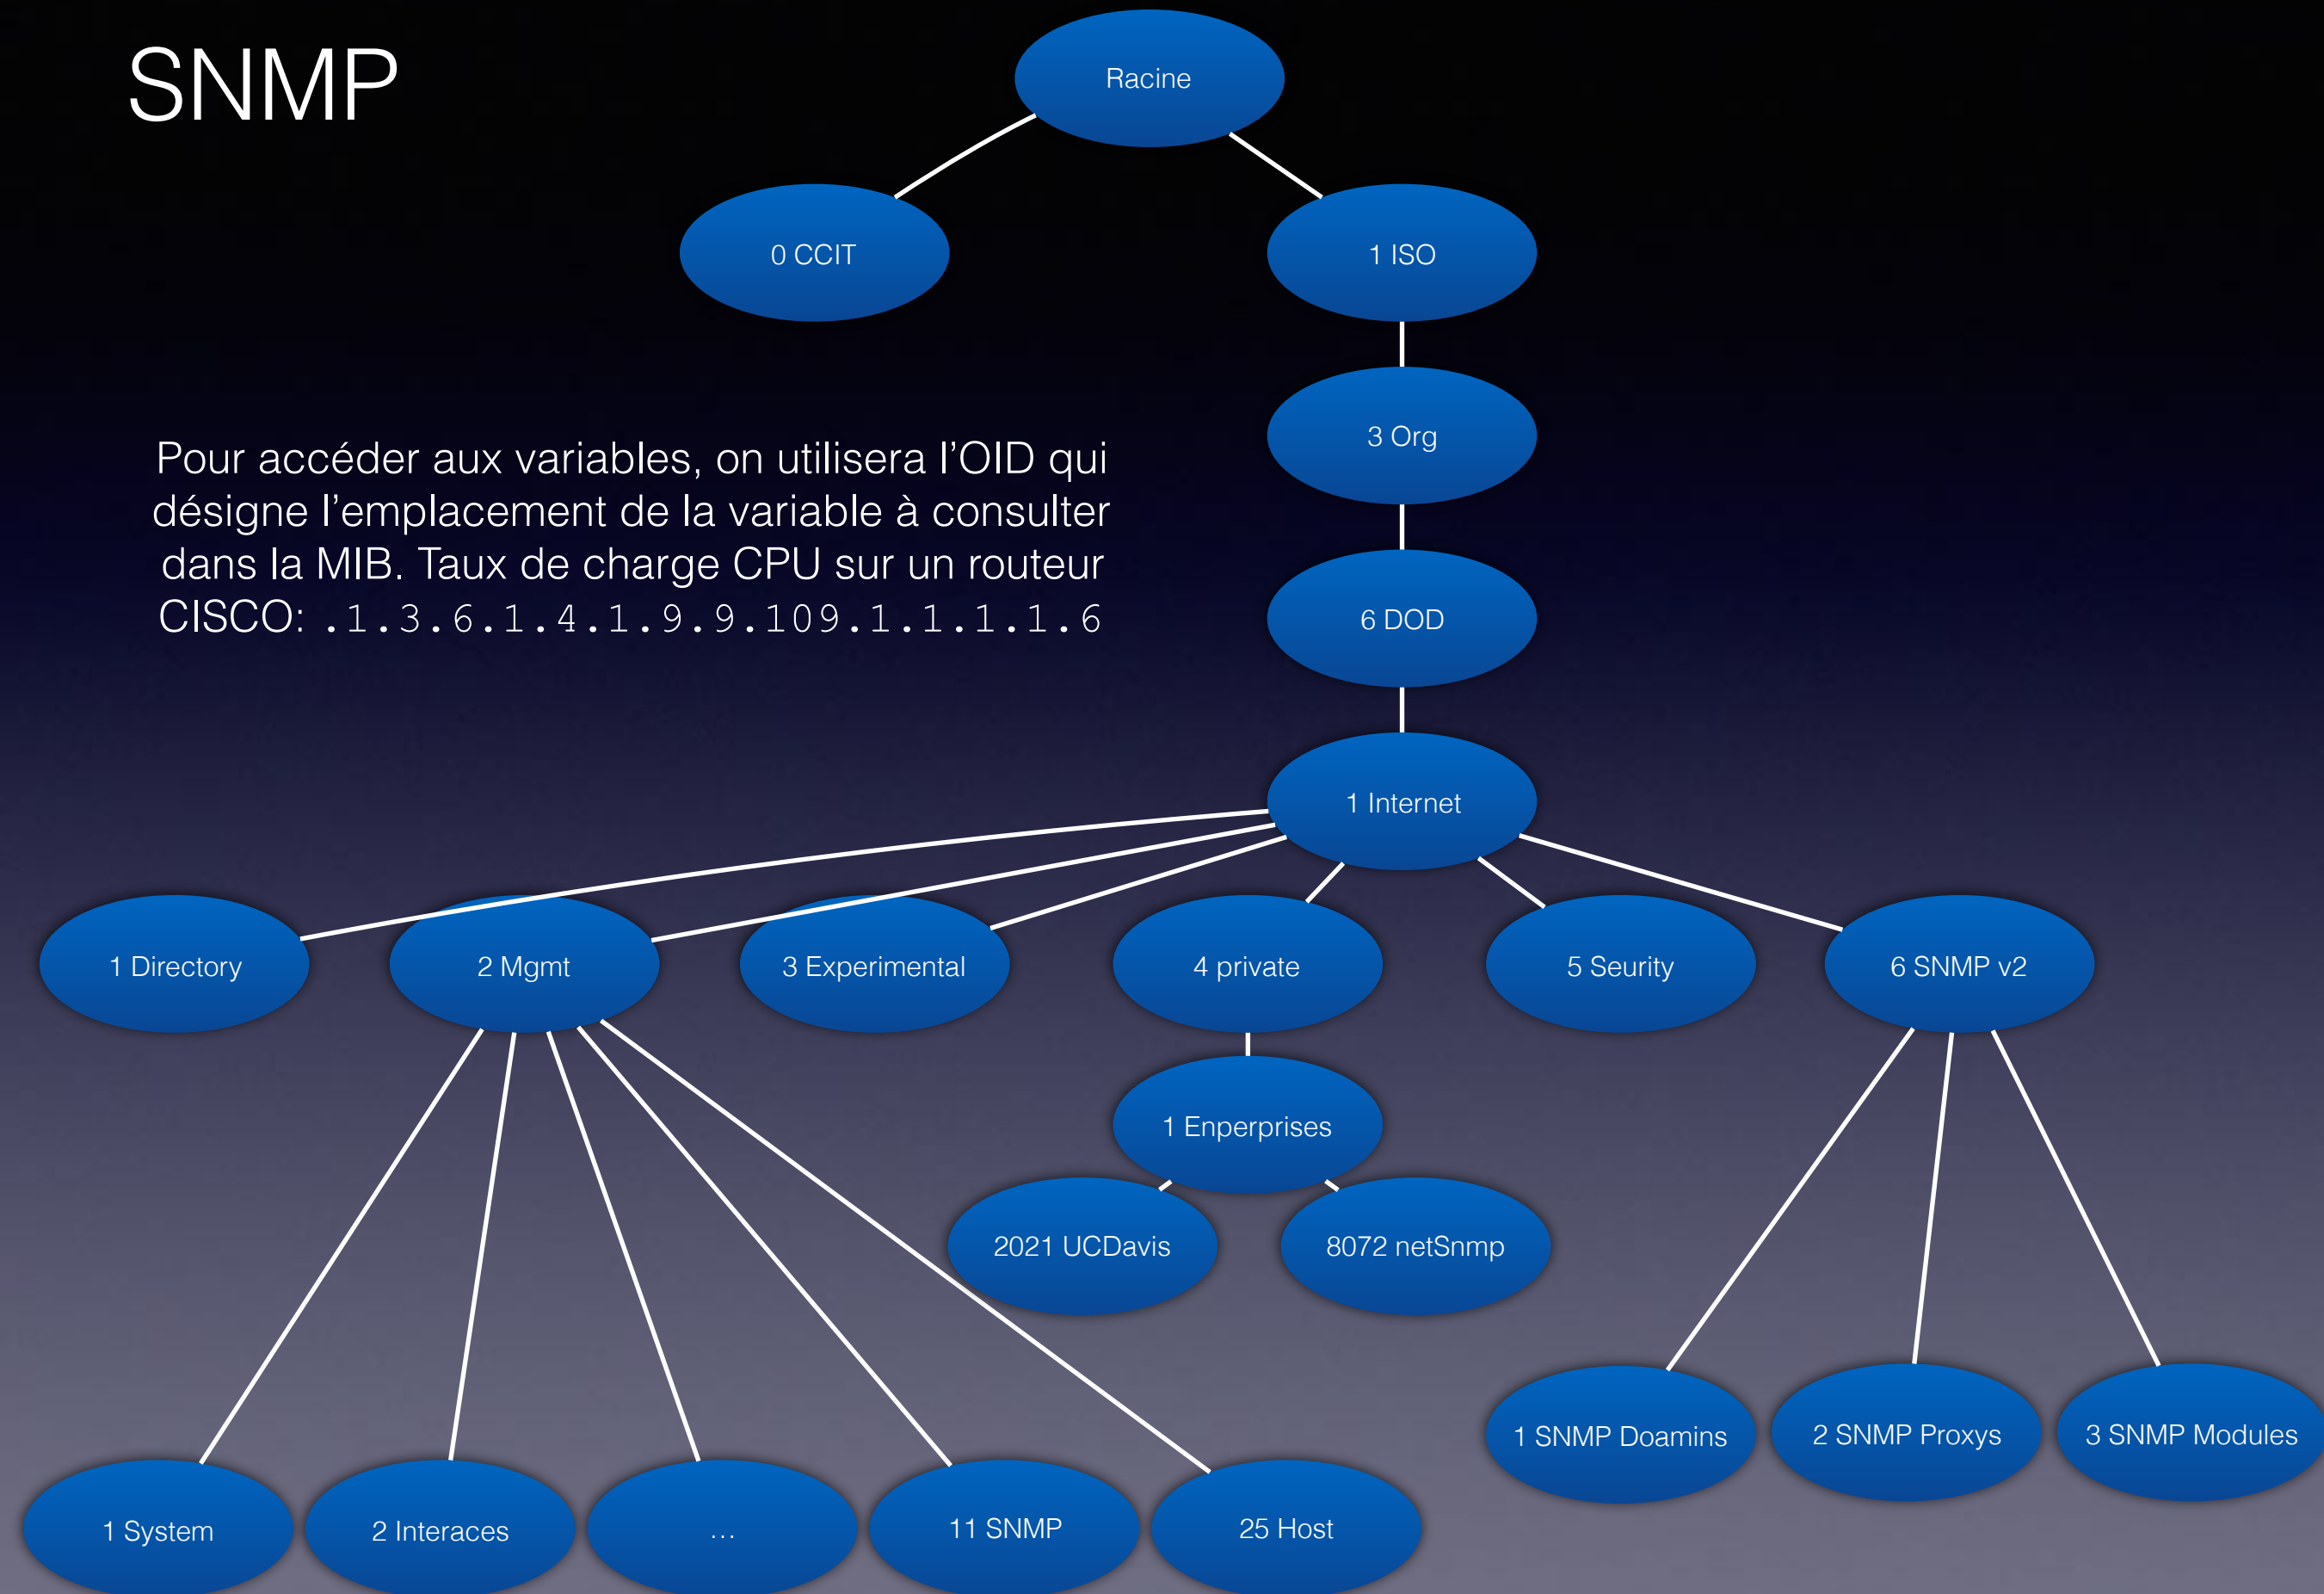 SNMP
Racine
0 CCIT
1 ISO
3 Org
Pour accéder aux variables, on utilisera l’OID qui
désigne l’emplacement de la variable à consulter
dans la MIB. Taux de charge CPU sur un routeur
CISCO: .1.3.6.1.4.1.9.9.109.1.1.1.1.6
6 DOD
1 Internet
1 Directory
2 Mgmt
3 Experimental
4 private
5 Seurity
6 SNMP v2
1 Enperprises
2021 UCDavis
8072 netSnmp
1 SNMP Doamins
2 SNMP Proxys
3 SNMP Modules
1 System
2 Interaces
…
11 SNMP
25 Host